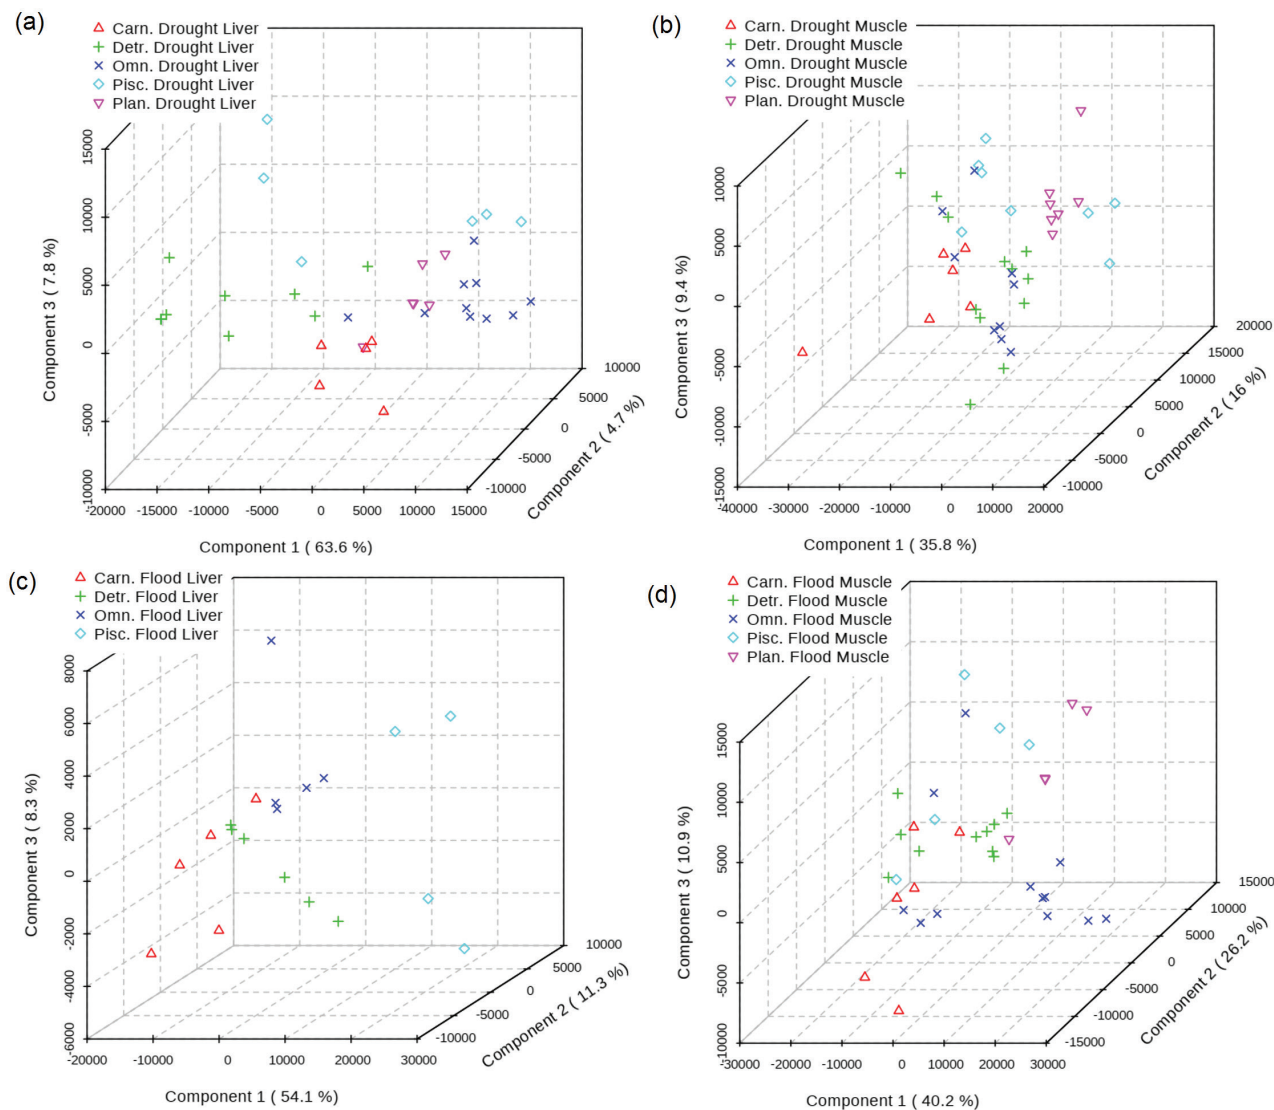 (a)
Carn. Drought Liver
Detr. Drought Liver
Omn. Drought Liver
Pisc. Drought Liver
Plan. Drought Liver
15000
10000
5000
0
-5000
-10000
Component 3 ( 7.8 %)
-20000 -15000 -10000 -5000 0 5000 10000 15000
Component 1 ( 63.6 %)
10000
5000
0
-5000
-10000
Component 2 ( 4.7 %)
(b)
Carn. Drought Muscle
Detr. Drought Muscle
Omn. Drought Muscle
Pisc. Drought Muscle
Plan. Drought Muscle
10000
5000
0
-5000
-10000
-15000
Component 3 ( 9.4 %)
-40000 -30000 -20000 -10000 0 10000 20000
Component 1 ( 35.8 %)
20000
15000
10000
5000
0
-5000
-10000
Component 2 ( 16 %)
(c)
Carn. Flood Liver
Detr. Flood Liver
Omn. Flood Liver
Pisc. Flood Liver
8000
6000
4000
2000
0
-2000
-4000
-6000
Component 3 ( 8.3 %)
-20000 -10000 0 10000 20000 30000
Component 1 ( 54.1 %)
10000
5000
0
-5000
-10000
Component 2 ( 11.3 %)
(d)
Carn. Flood Muscle
Detr. Flood Muscle
Omn. Flood Muscle
Pisc. Flood Muscle
Plan. Flood Muscle
15000
10000
5000
0
-5000
-10000
Component 3 ( 10.9 %)
-30000 -20000 -10000 0 10000 20000 30000
Component 1 ( 40.2 %)
15000
10000
5000
0
-5000
-10000
-15000
Component 2 ( 26.2 %)